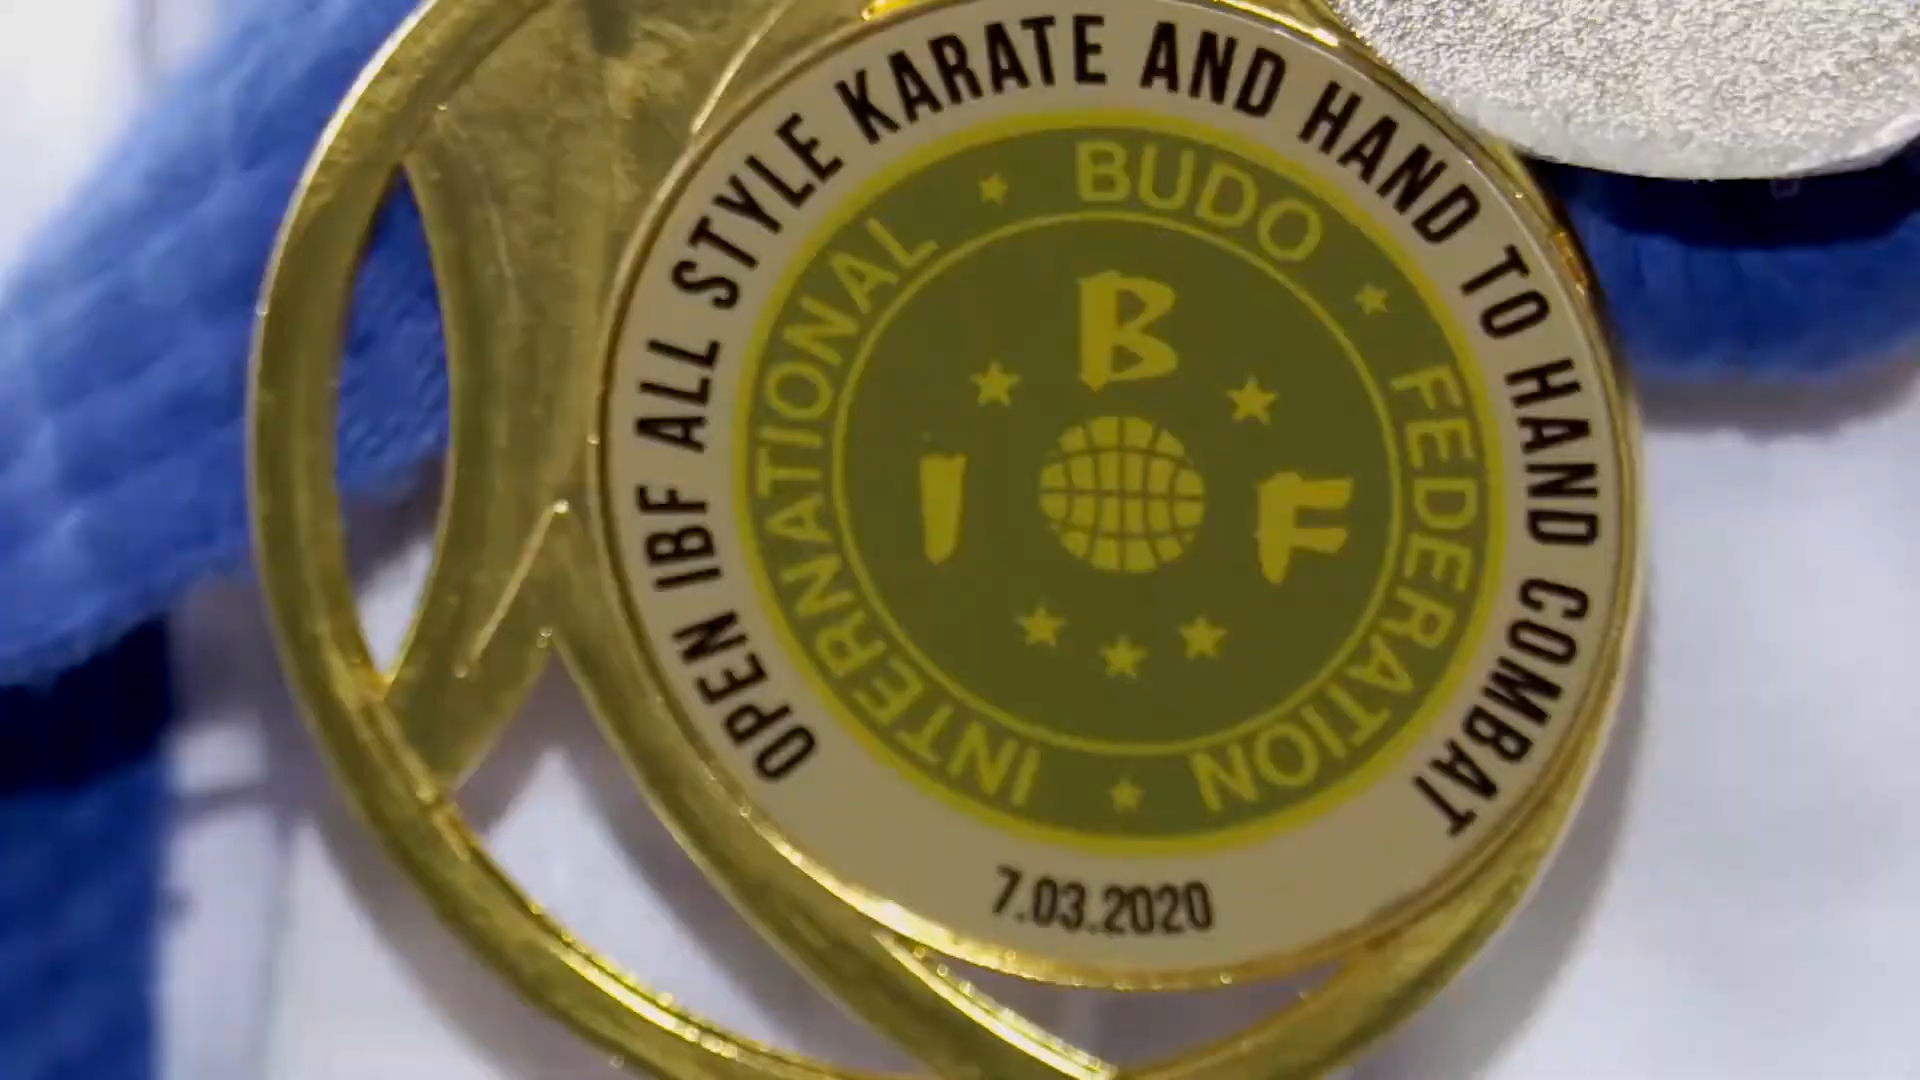 OPEN IBF ALL STYLE KARATE AND HAND TO HAND COMBAT
INTERNATIONAL ★ BUDO ★ FEDERATION ★
B
I F
7.03.2020